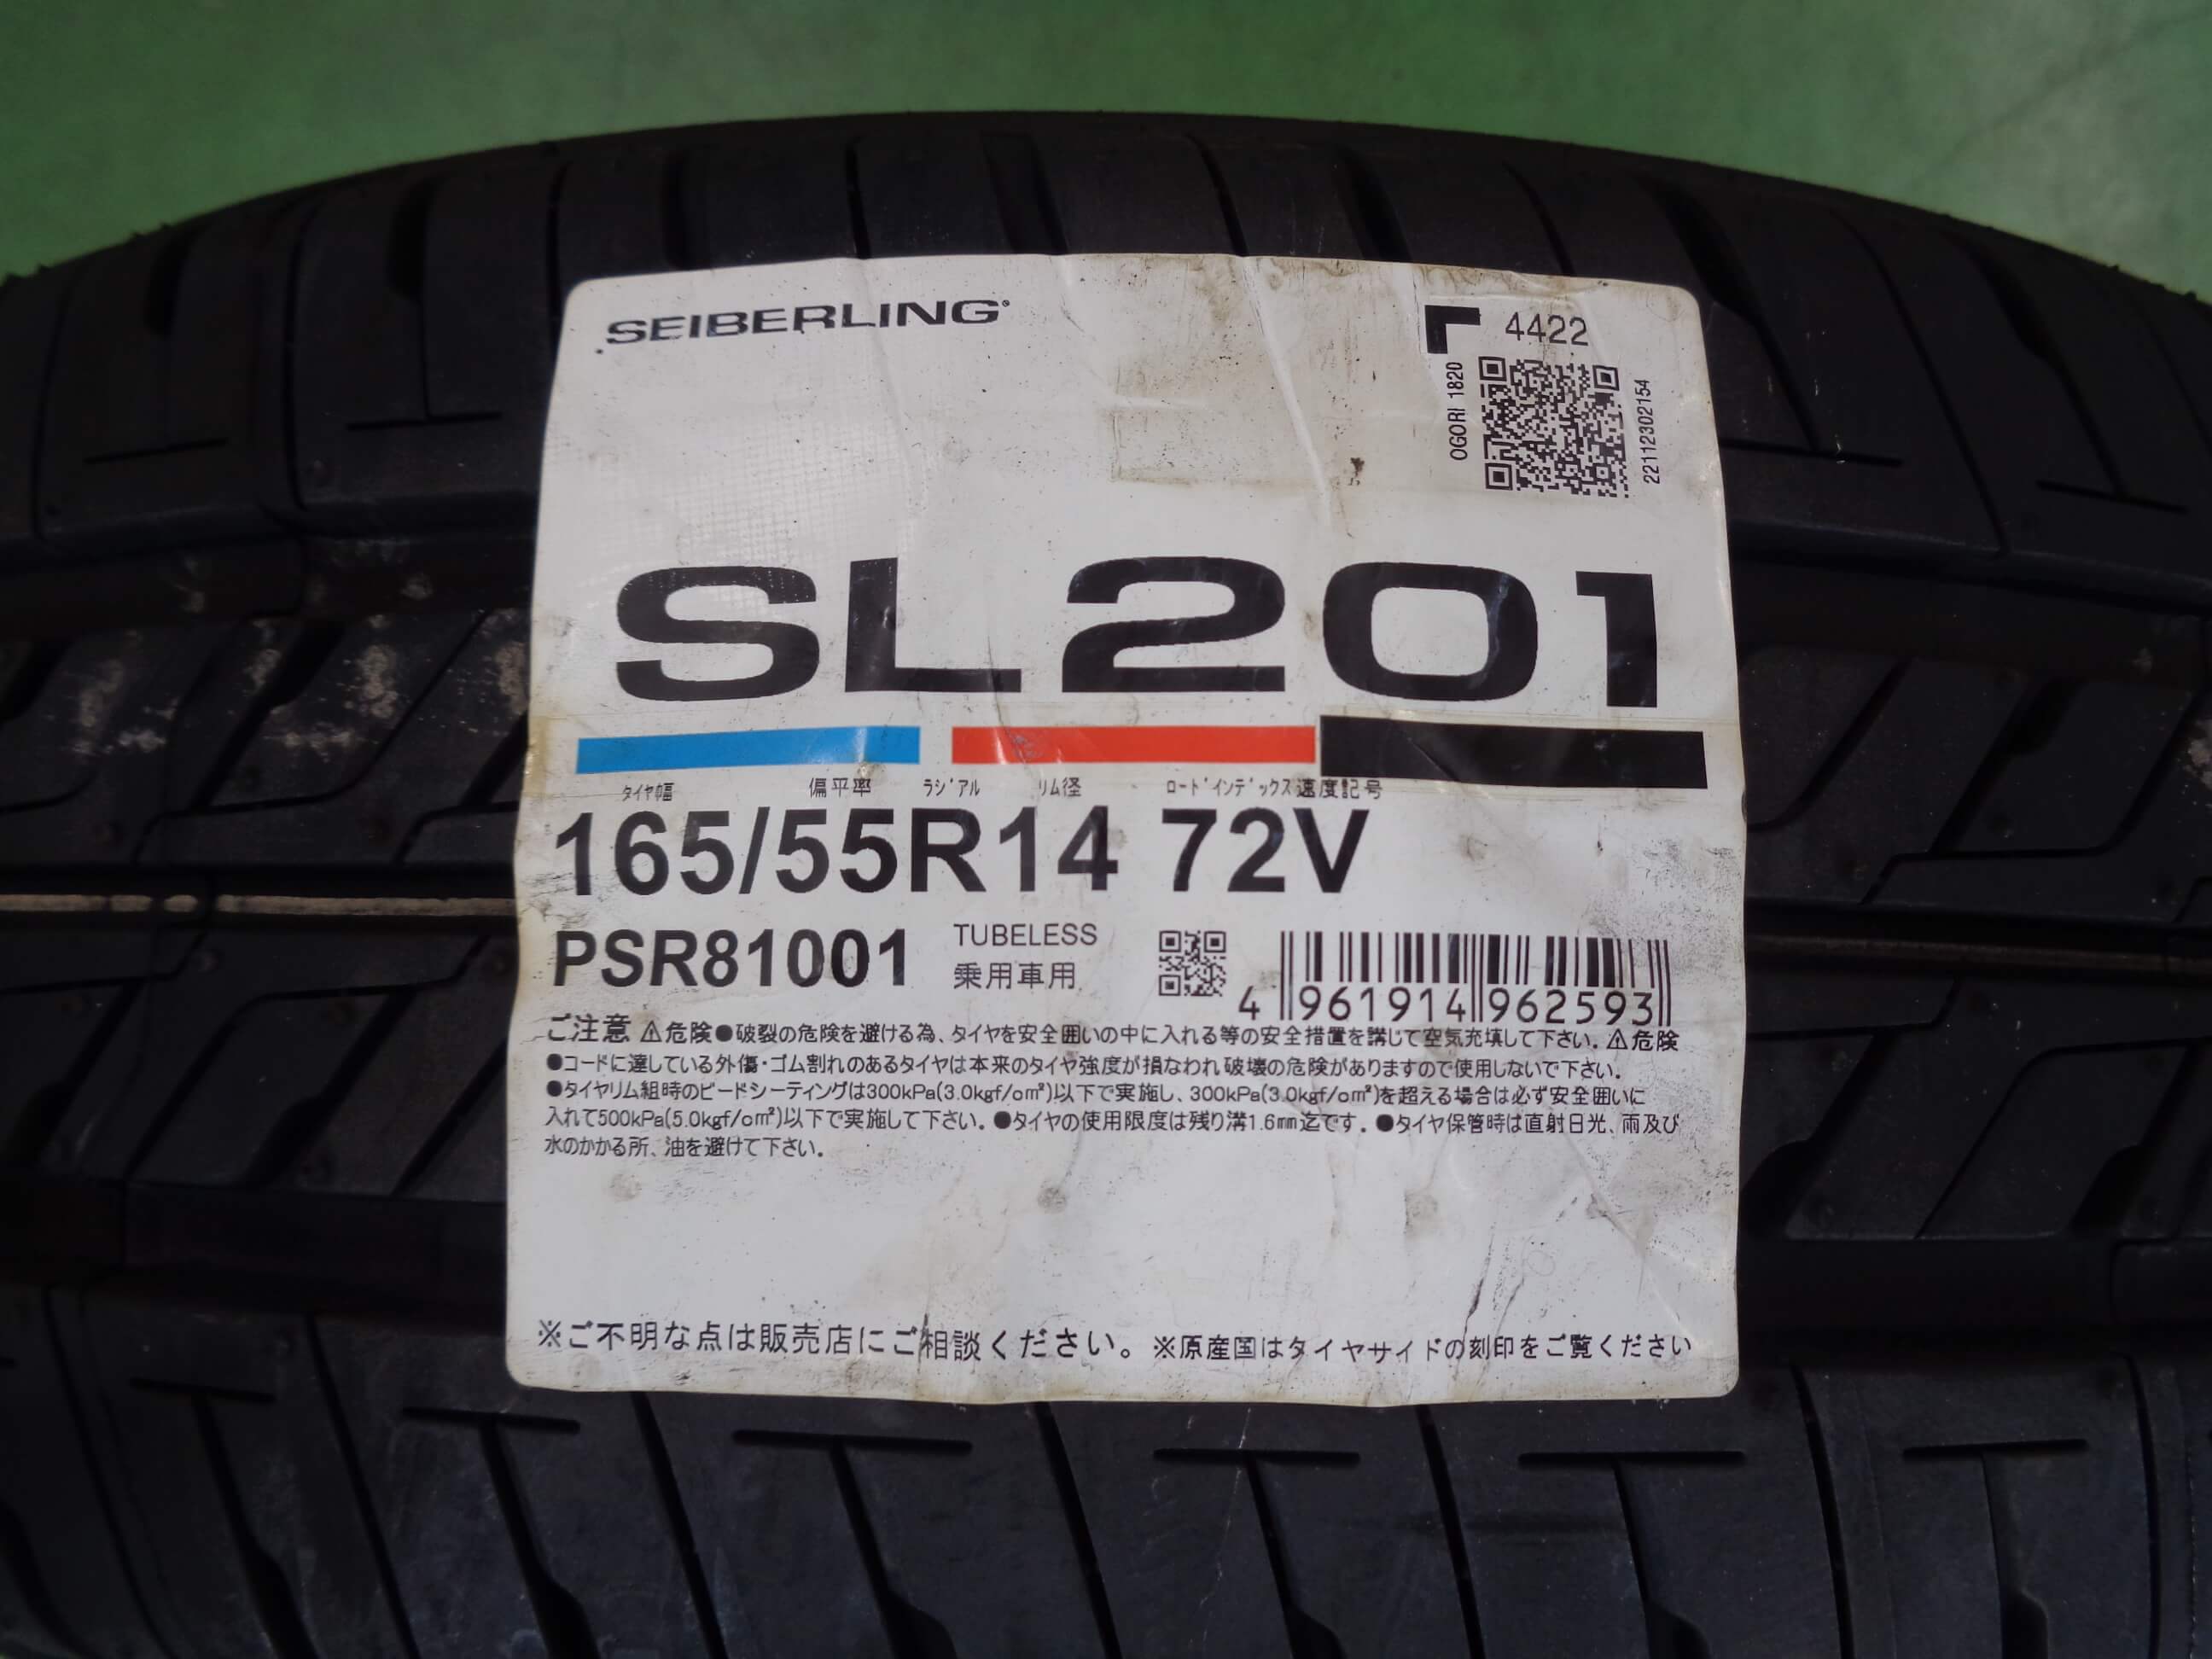 SEIBERLING
4422
OGORI 1820
22112302154
SL201
タイヤ幅 偏平率 ラジアル リム径 ロードインデックス 速度記号
165/55R14 72V
PSR81001
TUBELESS
乗用車用
4 961914 962593
ご注意 ⚠危険●破裂の危険を避ける為、タイヤを安全囲いの中に入れる等の安全措置を講じて空気充填して下さい。⚠危険
●コードに達している外傷・ゴム割れのあるタイヤは本来のタイヤ強度が損なわれ破壊の危険がありますので使用しないで下さい。
●タイヤリム組時のビードシーティングは300kPa(3.0kgf/cm²)以下で実施し、300kPa(3.0kgf/cm²)を超える場合は必ず安全囲いに
入れて500kPa(5.0kgf/cm²)以下で実施して下さい。●タイヤの使用限度は残り溝1.6mm迄です。●タイヤ保管時は直射日光、雨及び
水のかかる所、油を避けて下さい。
※ご不明な点は販売店にご相談ください。※原産国はタイヤサイドの刻印をご覧ください